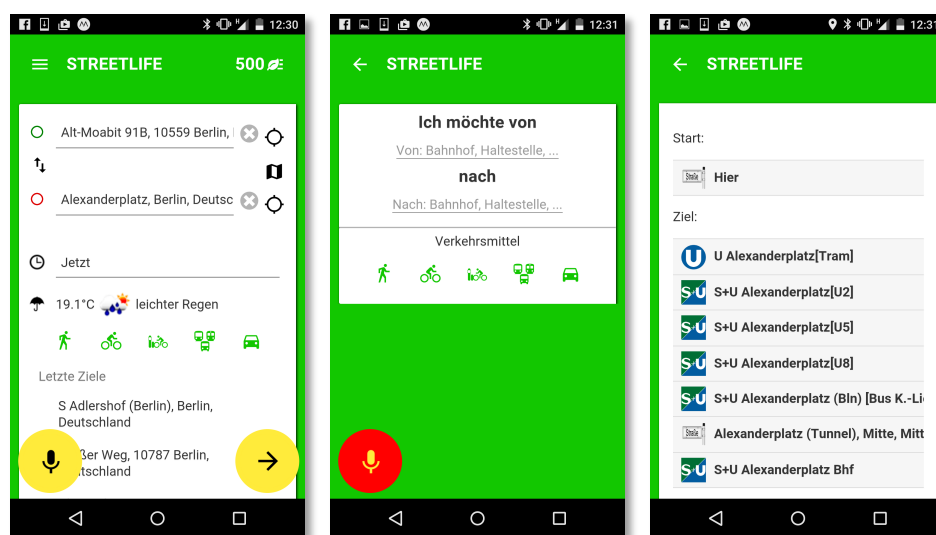 12:30
STREETLIFE
500
Alt-Moabit 91B, 10559 Berlin,
Alexanderplatz, Berlin, Deutsc
Jetzt
19.1°C leichter Regen
Letzte Ziele
S Adlershof (Berlin), Berlin,
Deutschland
ßer Weg, 10787 Berlin,
tschland
12:31
STREETLIFE
Ich möchte von
Von: Bahnhof, Haltestelle, ...
nach
Nach: Bahnhof, Haltestelle, ...
Verkehrsmittel
12:31
STREETLIFE
Start:
Straße Hier
Ziel:
U U Alexanderplatz[Tram]
S+U S+U Alexanderplatz[U2]
S+U S+U Alexanderplatz[U5]
S+U S+U Alexanderplatz[U8]
S+U S+U Alexanderplatz (Bln) [Bus K.-Li
Straße Alexanderplatz (Tunnel), Mitte, Mitt
S+U S+U Alexanderplatz Bhf